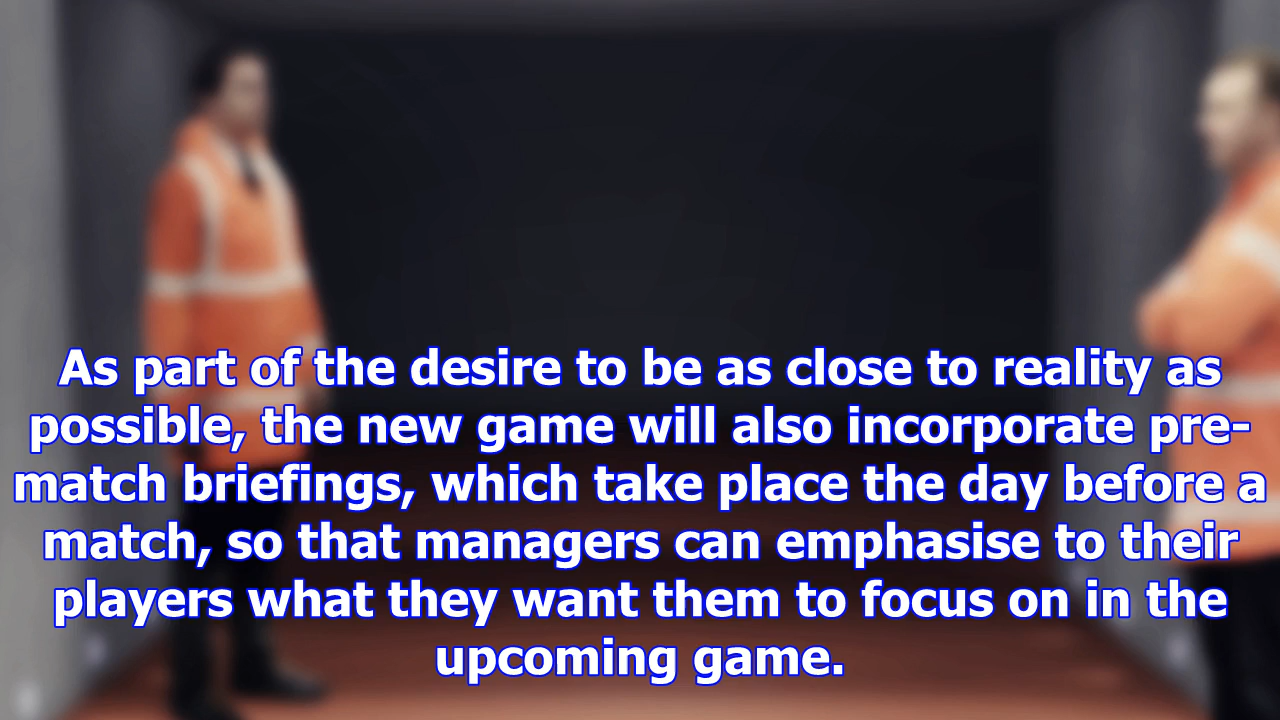 As part of the desire to be as close to reality as
possible, the new game will also incorporate pre-
match briefings, which take place the day before a
match, so that managers can emphasise to their
players what they want them to focus on in the
upcoming game.